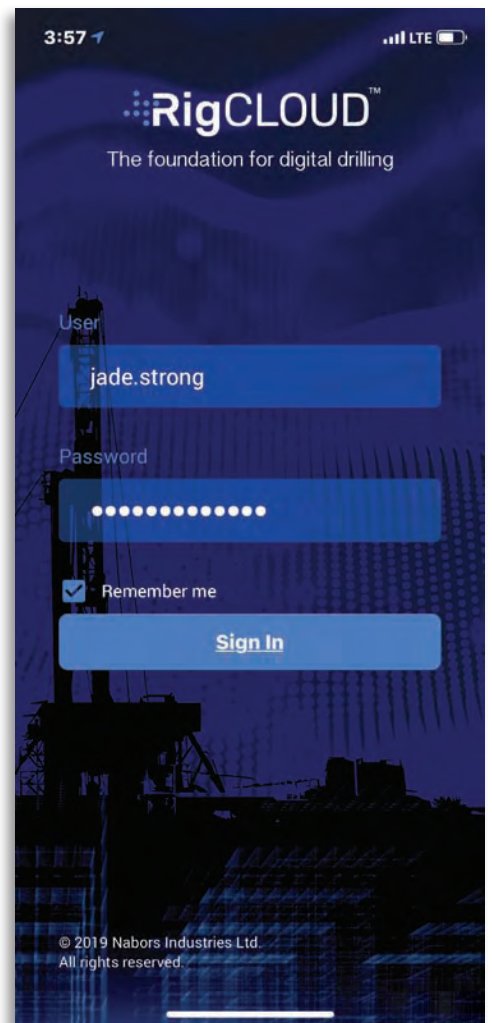 3:57 LTE
RigCLOUD™
The foundation for digital drilling
User
jade.strong
Password
•••••••••••••
Remember me
Sign In
© 2019 Nabors Industries Ltd.
All rights reserved.